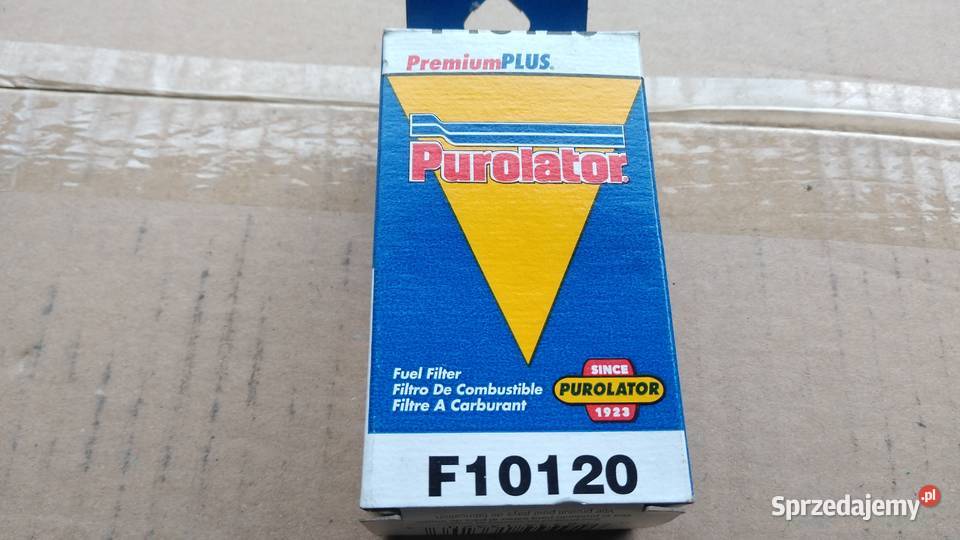 PremiumPLUS®
Purolator®
Fuel Filter
Filtro De Combustible
Filtre A Carburant
SINCE
PUROLATOR
1923
F10120
Sprzedajemy.pl